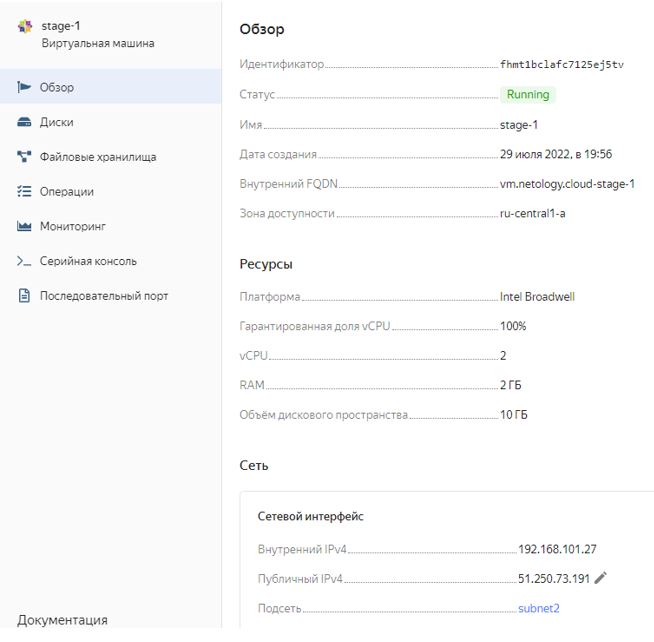 stage-1
Виртуальная машина
Обзор
Диски
Файловые хранилища
Операции
Мониторинг
Серийная консоль
Последовательный порт
Документация
Обзор
Идентификатор fhmt1bclafc7125ej5tv
Статус Running
Имя stage-1
Дата создания 29 июля 2022, в 19:56
Внутренний FQDN vm.netology.cloud-stage-1
Зона доступности ru-central1-a
Ресурсы
Платформа Intel Broadwell
Гарантированная доля vCPU 100%
vCPU 2
RAM 2 ГБ
Объём дискового пространства 10 ГБ
Сеть
Сетевой интерфейс
Внутренний IPv4 192.168.101.27
Публичный IPv4 51.250.73.191
Подсеть subnet2